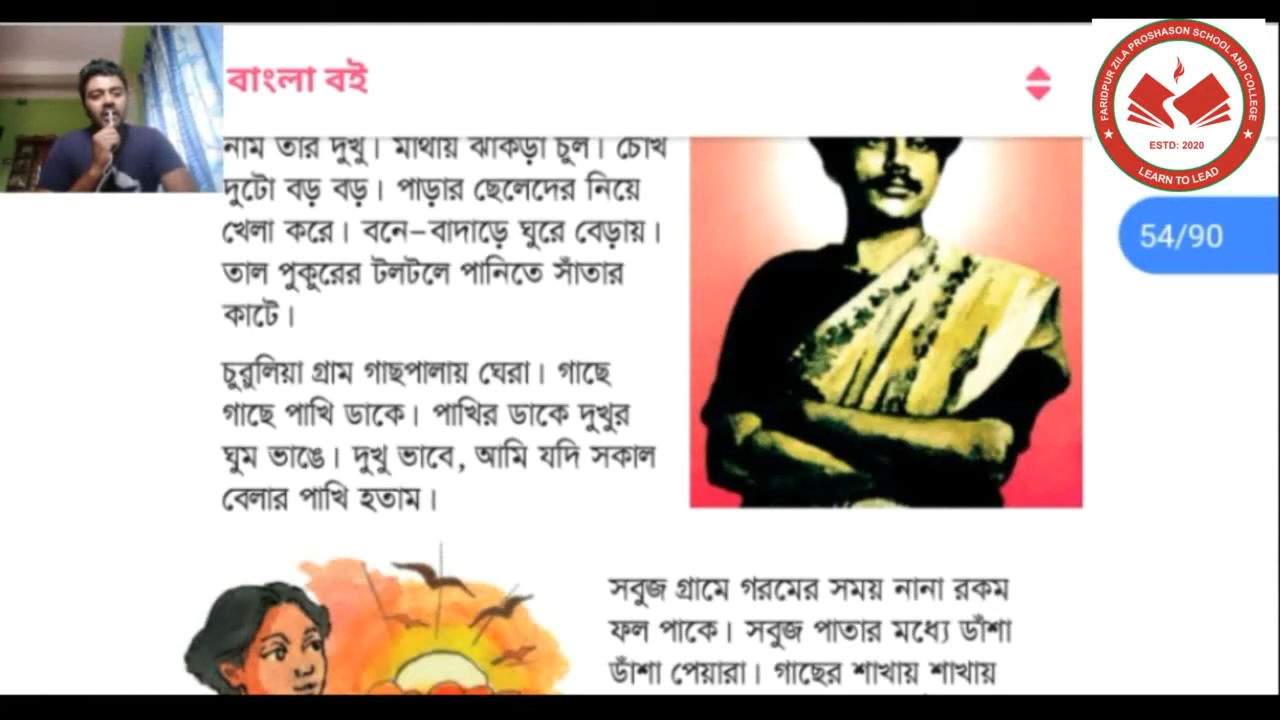 বাংলা বই
নাম তার দুখু। মাথায় ঝাঁকড়া চুল। চোখ
দুটো বড় বড়। পাড়ার ছেলেদের নিয়ে
খেলা করে। বনে-বাদাড়ে ঘুরে বেড়ায়।
তাল পুকুরের টলটলে পানিতে সাঁতার
কাটে।
চুরুলিয়া গ্রাম গাছপালায় ঘেরা। গাছে
গাছে পাখি ডাকে। পাখির ডাকে দুখুর
ঘুম ভাঙে। দুখু ভাবে, আমি যদি সকাল
বেলার পাখি হতাম।
সবুজ গ্রামে গরমের সময় নানা রকম
ফল পাকে। সবুজ পাতার মধ্যে ডাঁশা
ডাঁশা পেয়ারা। গাছের শাখায় শাখায়
FARIDPUR ZILA PROSHASON SCHOOL AND COLLEGE
ESTD: 2020
LEARN TO LEAD
54/90